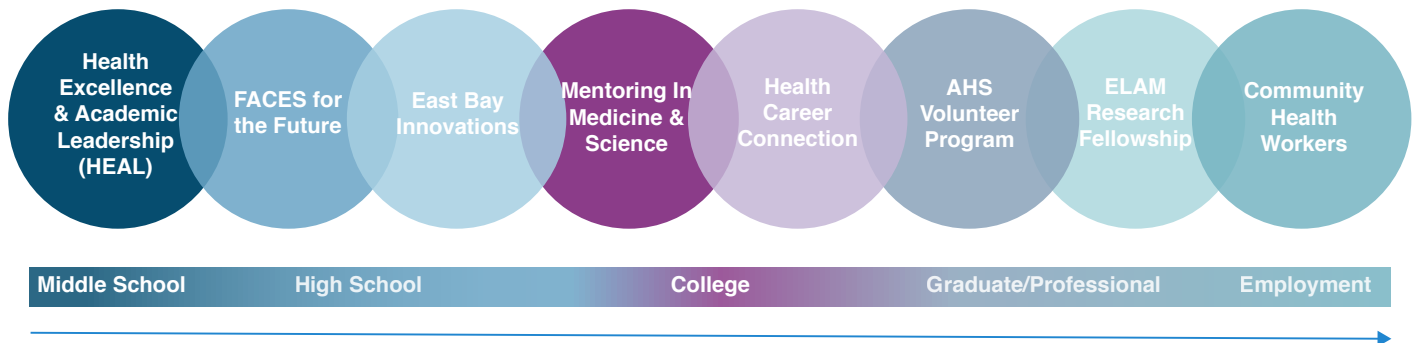 Health
Excellence
& Academic
Leadership
(HEAL)
FACES for
the Future
East Bay
Innovations
Mentoring In
Medicine &
Science
Health
Career
Connection
AHS
Volunteer
Program
ELAM
Research
Fellowship
Community
Health
Workers
Middle School
High School
College
Graduate/Professional
Employment